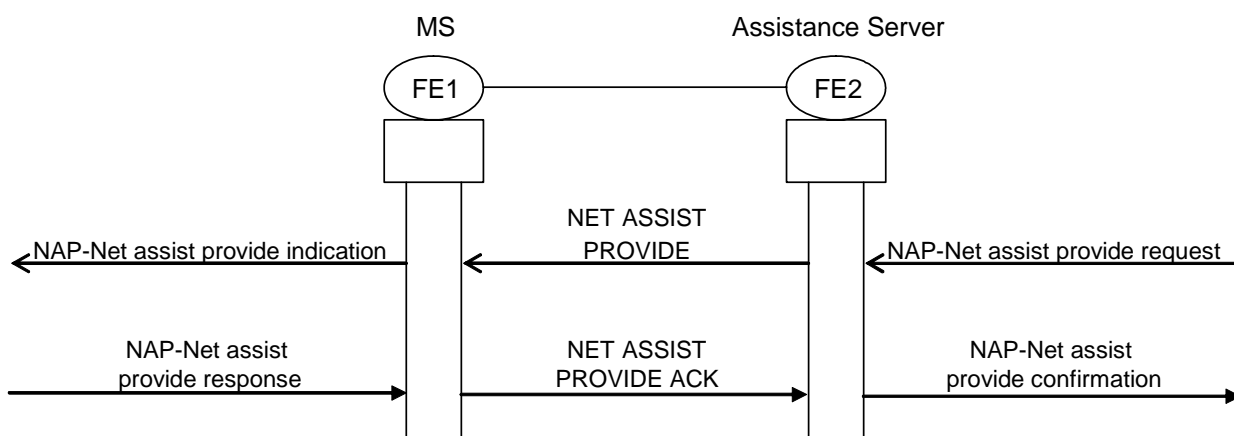 MS
Assistance Server
FE1
FE2
NET ASSIST
PROVIDE
NAP-Net assist provide indication
NAP-Net assist provide request
NAP-Net assist
provide response
NET ASSIST
PROVIDE ACK
NAP-Net assist
provide confirmation